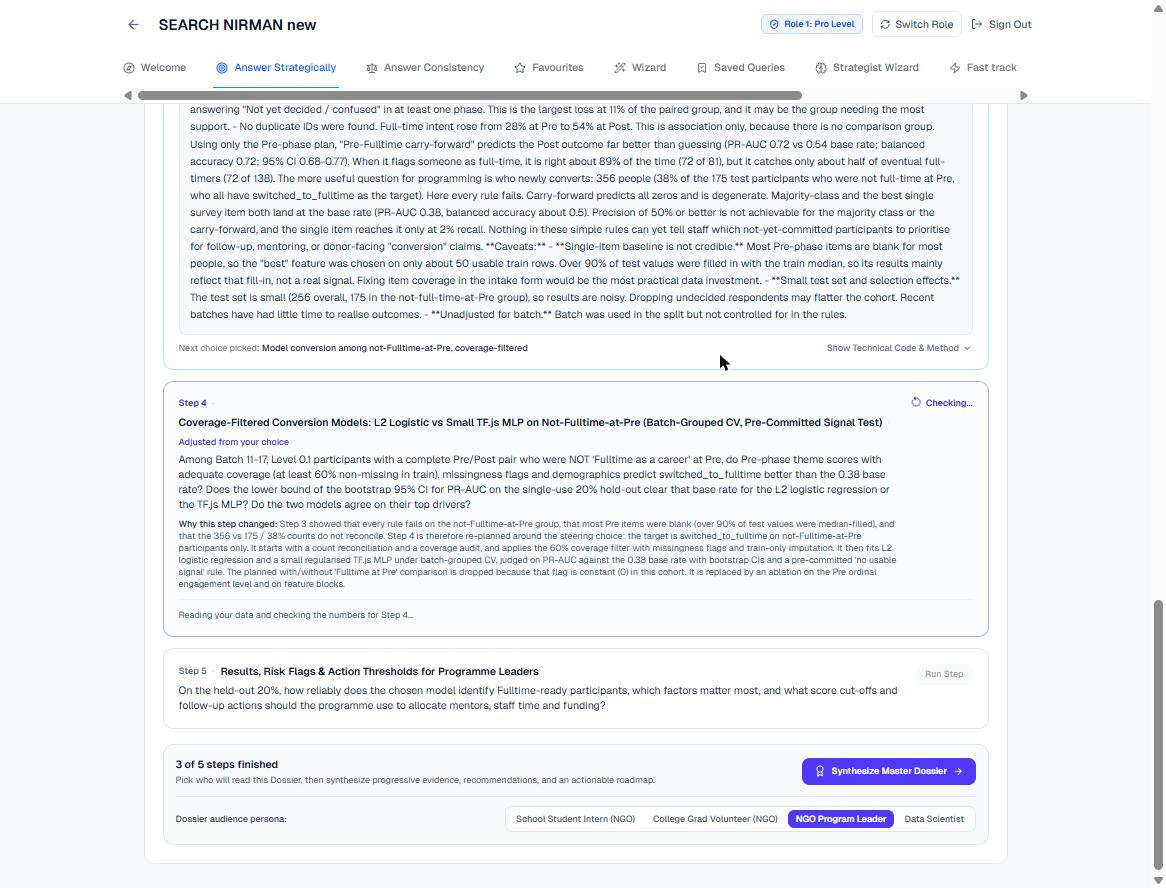 SEARCH NIRMAN new
Role 1: Pro Level
Switch Role
Sign Out
Welcome
Answer Strategically
Answer Consistency
Favourites
Wizard
Saved Queries
Strategist Wizard
Fast track
answering "Not yet decided / confused" in at least one phase. This is the largest loss at 11% of the paired group, and it may be the group needing the most
support. - No duplicate IDs were found. Full-time intent rose from 28% at Pre to 54% at Post. This is association only, because there is no comparison group.
Using only the Pre-phase plan, "Pre-Fulltime carry-forward" predicts the Post outcome far better than guessing (PR-AUC 0.72 vs 0.54 base rate; balanced
accuracy 0.72; 95% CI 0.68-0.77). When it flags someone as full-time, it is right about 89% of the time (72 of 81), but it catches only about half of eventual full-
timers (72 of 138). The more useful question for programming is who newly converts: 356 people (38% of the 175 test participants who were not full-time at Pre,
who all have switched_to_fulltime as the target). Here every rule fails. Carry-forward predicts all zeros and is degenerate. Majority-class and the best single
survey item both land at the base rate (PR-AUC 0.38, balanced accuracy about 0.5). Precision of 50% or better is not achievable for the majority class or the
carry-forward, and the single item reaches it only at 2% recall. Nothing in these simple rules can yet tell staff which not-yet-committed participants to prioritise
for follow-up, mentoring, or donor-facing "conversion" claims. **Caveats:** - **Single-item baseline is not credible.** Most Pre-phase items are blank for most
people, so the "best" feature was chosen on only about 50 usable train rows. Over 90% of test values were filled in with the train median, so its results mainly
reflect that fill-in, not a real signal. Fixing item coverage in the intake form would be the most practical data investment. - **Small test set and selection effects.**
The test set is small (256 overall, 175 in the not-full-time-at-Pre group), so results are noisy. Dropping undecided respondents may flatter the cohort. Recent
batches have had little time to realise outcomes. - **Unadjusted for batch.** Batch was used in the split but not controlled for in the rules.
Next choice picked: Model conversion among not-Fulltime-at-Pre, coverage-filtered
Show Technical Code & Method
Step 4 ·
Checking...
Coverage-Filtered Conversion Models: L2 Logistic vs Small TF.js MLP on Not-Fulltime-at-Pre (Batch-Grouped CV, Pre-Committed Signal Test) ·
Adjusted from your choice
Among Batch 11-17, Level 0.1 participants with a complete Pre/Post pair who were NOT 'Fulltime as a career' at Pre, do Pre-phase theme scores with
adequate coverage (at least 60% non-missing in train), missingness flags and demographics predict switched_to_fulltime better than the 0.38 base
rate? Does the lower bound of the bootstrap 95% CI for PR-AUC on the single-use 20% hold-out clear that base rate for the L2 logistic regression or
the TF.js MLP? Do the two models agree on their top drivers?
Why this step changed: Step 3 showed that every rule fails on the not-Fulltime-at-Pre group, that most Pre items were blank (over 90% of test values were median-filled), and
that the 356 vs 175 / 38% counts do not reconcile. Step 4 is therefore re-planned around the steering choice: the target is switched_to_fulltime on not-Fulltime-at-Pre
participants only. It starts with a count reconciliation and a coverage audit, and applies the 60% coverage filter with missingness flags and train-only imputation. It then fits L2
logistic regression and a small regularised TF.js MLP under batch-grouped CV, judged on PR-AUC against the 0.38 base rate with bootstrap CIs and a pre-committed 'no usable
signal' rule. The planned with/without 'Fulltime at Pre' comparison is dropped because that flag is constant (0) in this cohort. It is replaced by an ablation on the Pre ordinal
engagement level and on feature blocks.
Reading your data and checking the numbers for Step 4...
Step 5 · Results, Risk Flags & Action Thresholds for Programme Leaders
Run Step
On the held-out 20%, how reliably does the chosen model identify Fulltime-ready participants, which factors matter most, and what score cut-offs and
follow-up actions should the programme use to allocate mentors, staff time and funding?
3 of 5 steps finished
Pick who will read this Dossier, then synthesize progressive evidence, recommendations, and an actionable roadmap.
Synthesize Master Dossier
Dossier audience persona:
School Student Intern (NGO)
College Grad Volunteer (NGO)
NGO Program Leader
Data Scientist